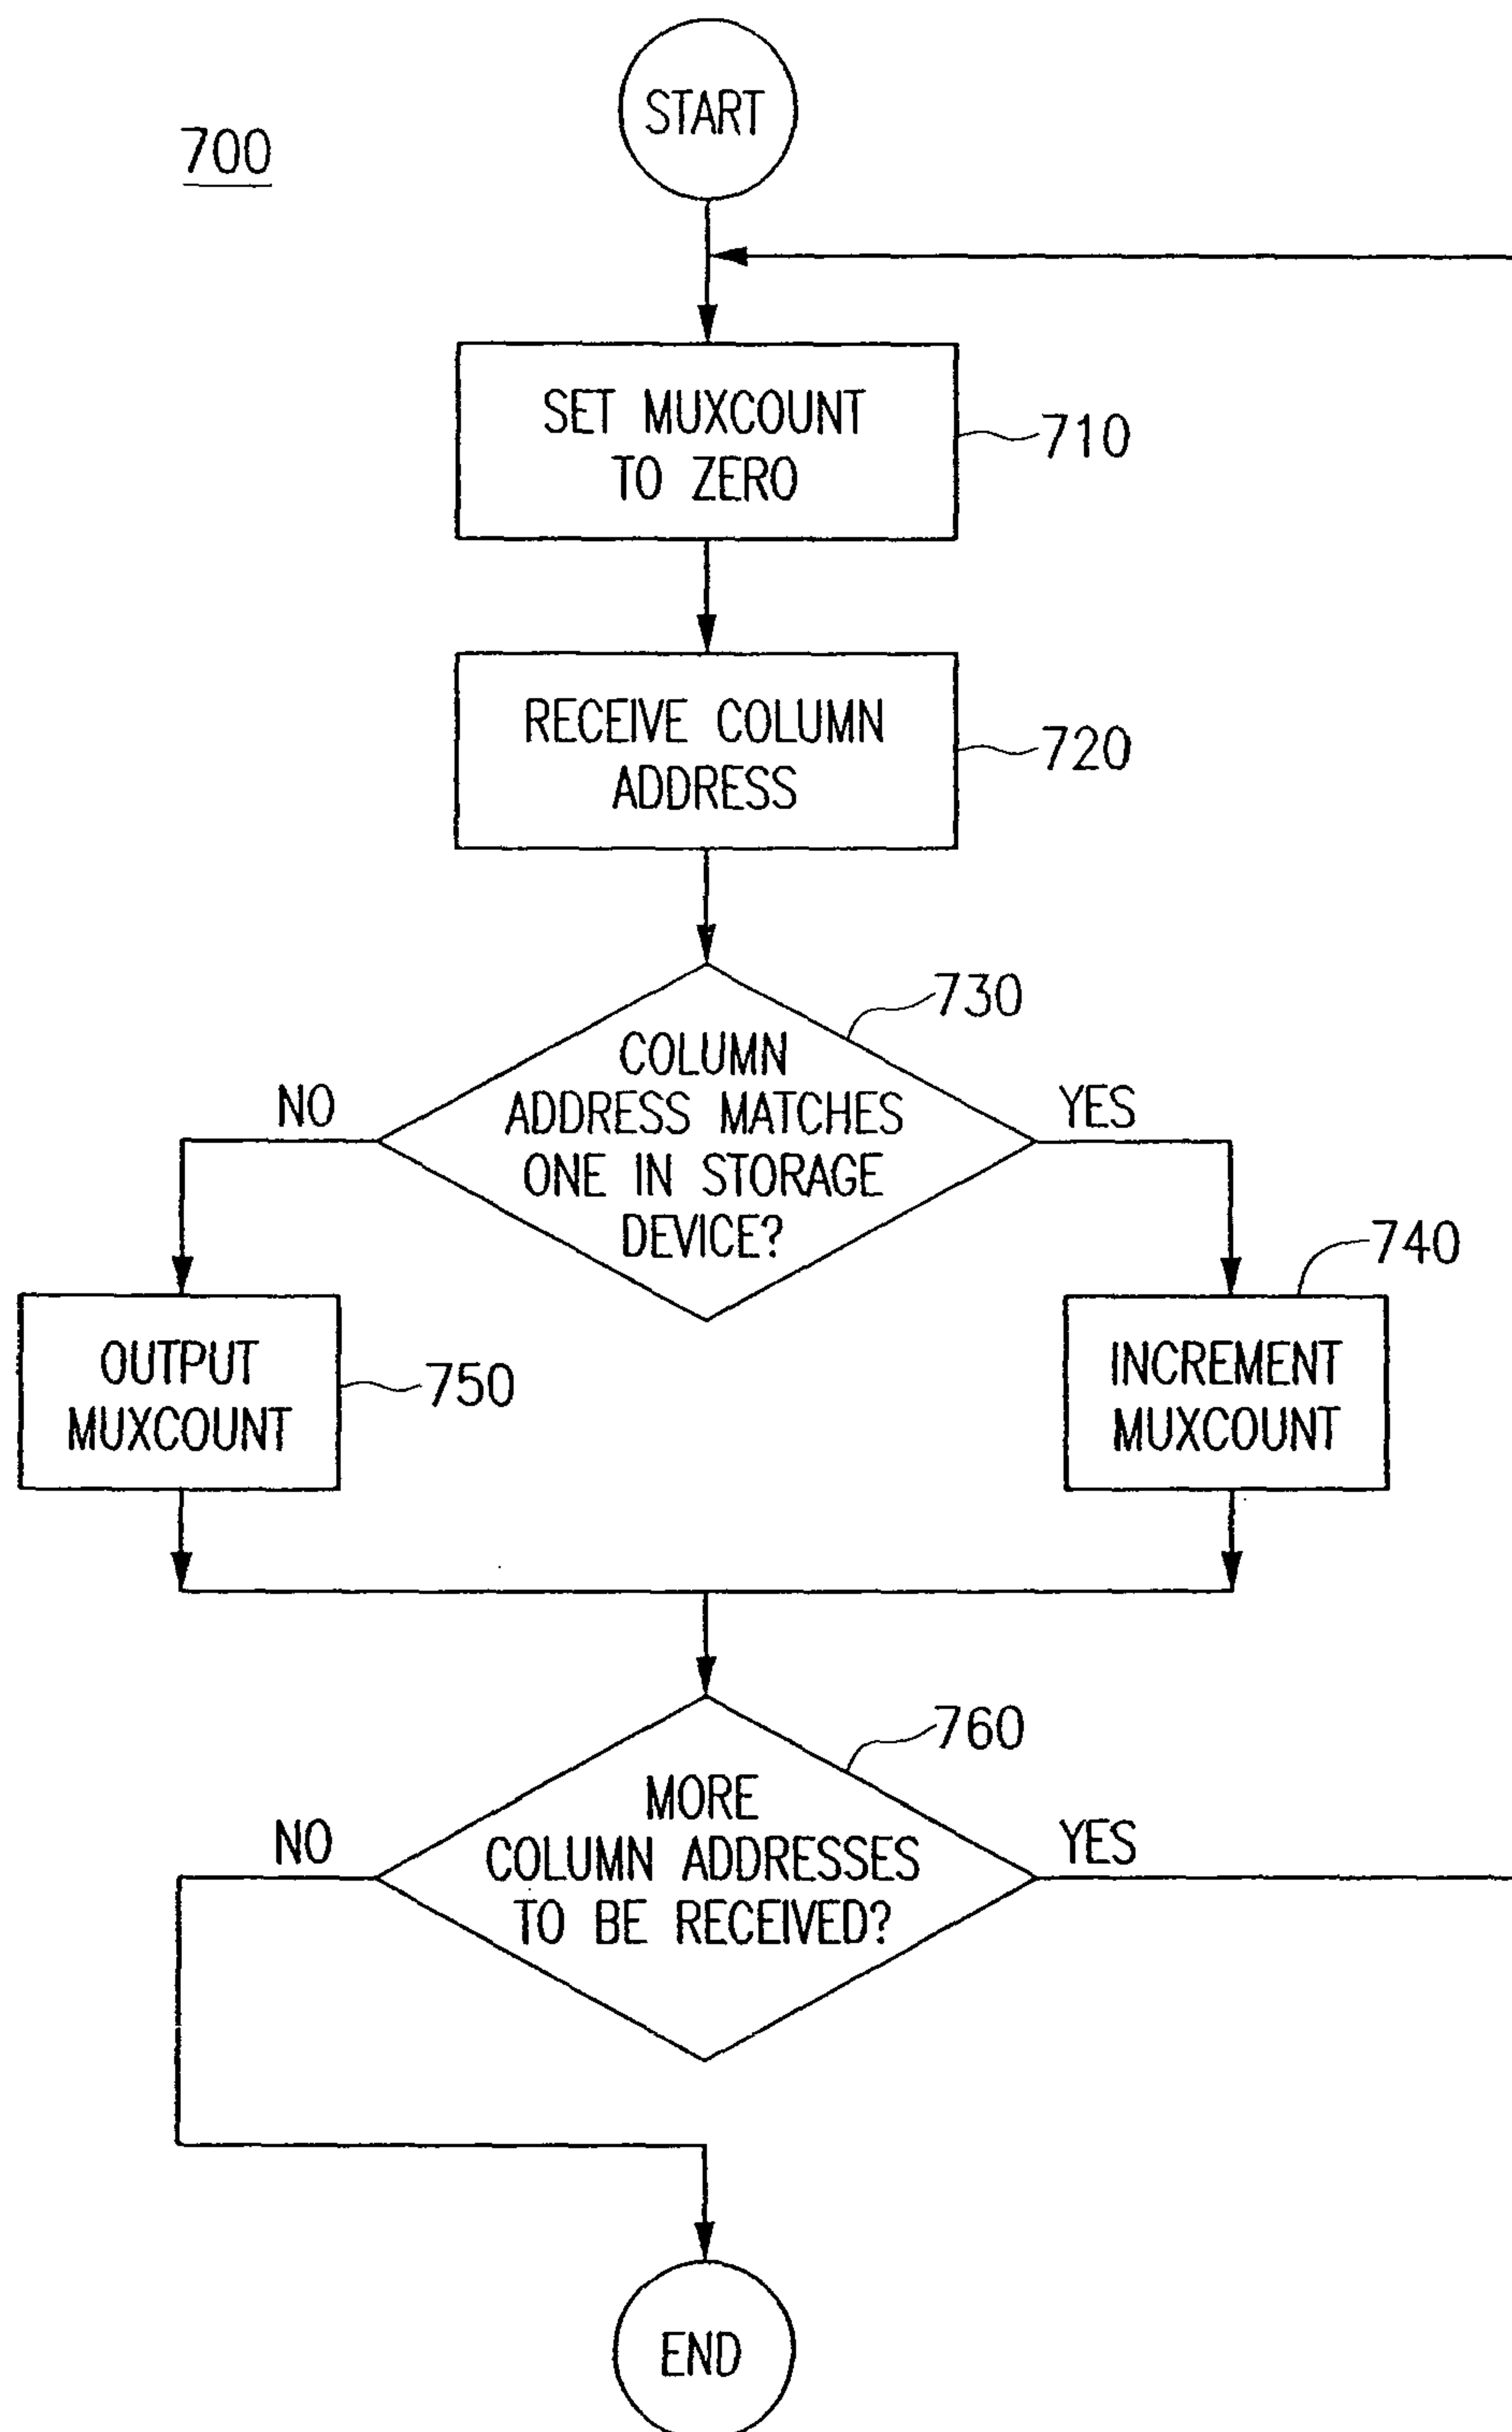 START
700
SET MUXCOUNT
TO ZERO
710
RECEIVE COLUMN
ADDRESS
720
730
COLUMN
ADDRESS MATCHES
ONE IN STORAGE
DEVICE?
NO
YES
740
OUTPUT
MUXCOUNT
750
INCREMENT
MUXCOUNT
760
MORE
COLUMN ADDRESSES
TO BE RECEIVED?
NO
YES
END